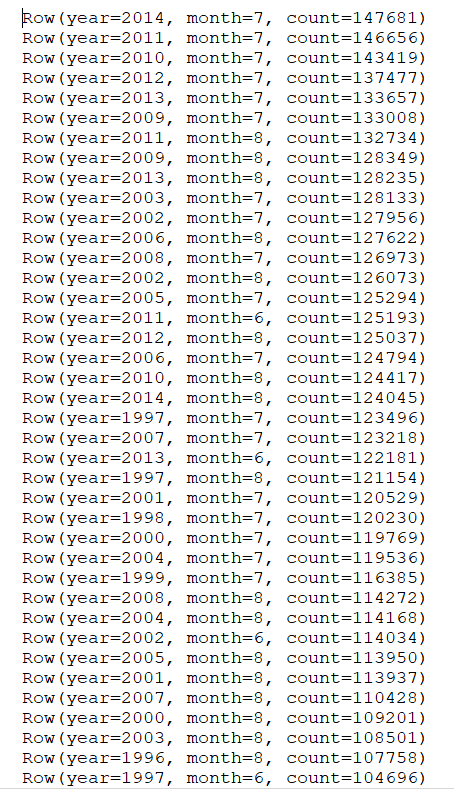 Row(year=2014, month=7, count=147681)
Row(year=2011, month=7, count=146656)
Row(year=2010, month=7, count=143419)
Row(year=2012, month=7, count=137477)
Row(year=2013, month=7, count=133657)
Row(year=2009, month=7, count=133008)
Row(year=2011, month=8, count=132734)
Row(year=2009, month=8, count=128349)
Row(year=2013, month=8, count=128235)
Row(year=2003, month=7, count=128133)
Row(year=2002, month=7, count=127956)
Row(year=2006, month=8, count=127622)
Row(year=2008, month=7, count=126973)
Row(year=2002, month=8, count=126073)
Row(year=2005, month=7, count=125294)
Row(year=2011, month=6, count=125193)
Row(year=2012, month=8, count=125037)
Row(year=2006, month=7, count=124794)
Row(year=2010, month=8, count=124417)
Row(year=2014, month=8, count=124045)
Row(year=1997, month=7, count=123496)
Row(year=2007, month=7, count=123218)
Row(year=2013, month=6, count=122181)
Row(year=1997, month=8, count=121154)
Row(year=2001, month=7, count=120529)
Row(year=1998, month=7, count=120230)
Row(year=2000, month=7, count=119769)
Row(year=2004, month=7, count=119536)
Row(year=1999, month=7, count=116385)
Row(year=2008, month=8, count=114272)
Row(year=2004, month=8, count=114168)
Row(year=2002, month=6, count=114034)
Row(year=2005, month=8, count=113950)
Row(year=2001, month=8, count=113937)
Row(year=2007, month=8, count=110428)
Row(year=2000, month=8, count=109201)
Row(year=2003, month=8, count=108501)
Row(year=1996, month=8, count=107758)
Row(year=1997, month=6, count=104696)